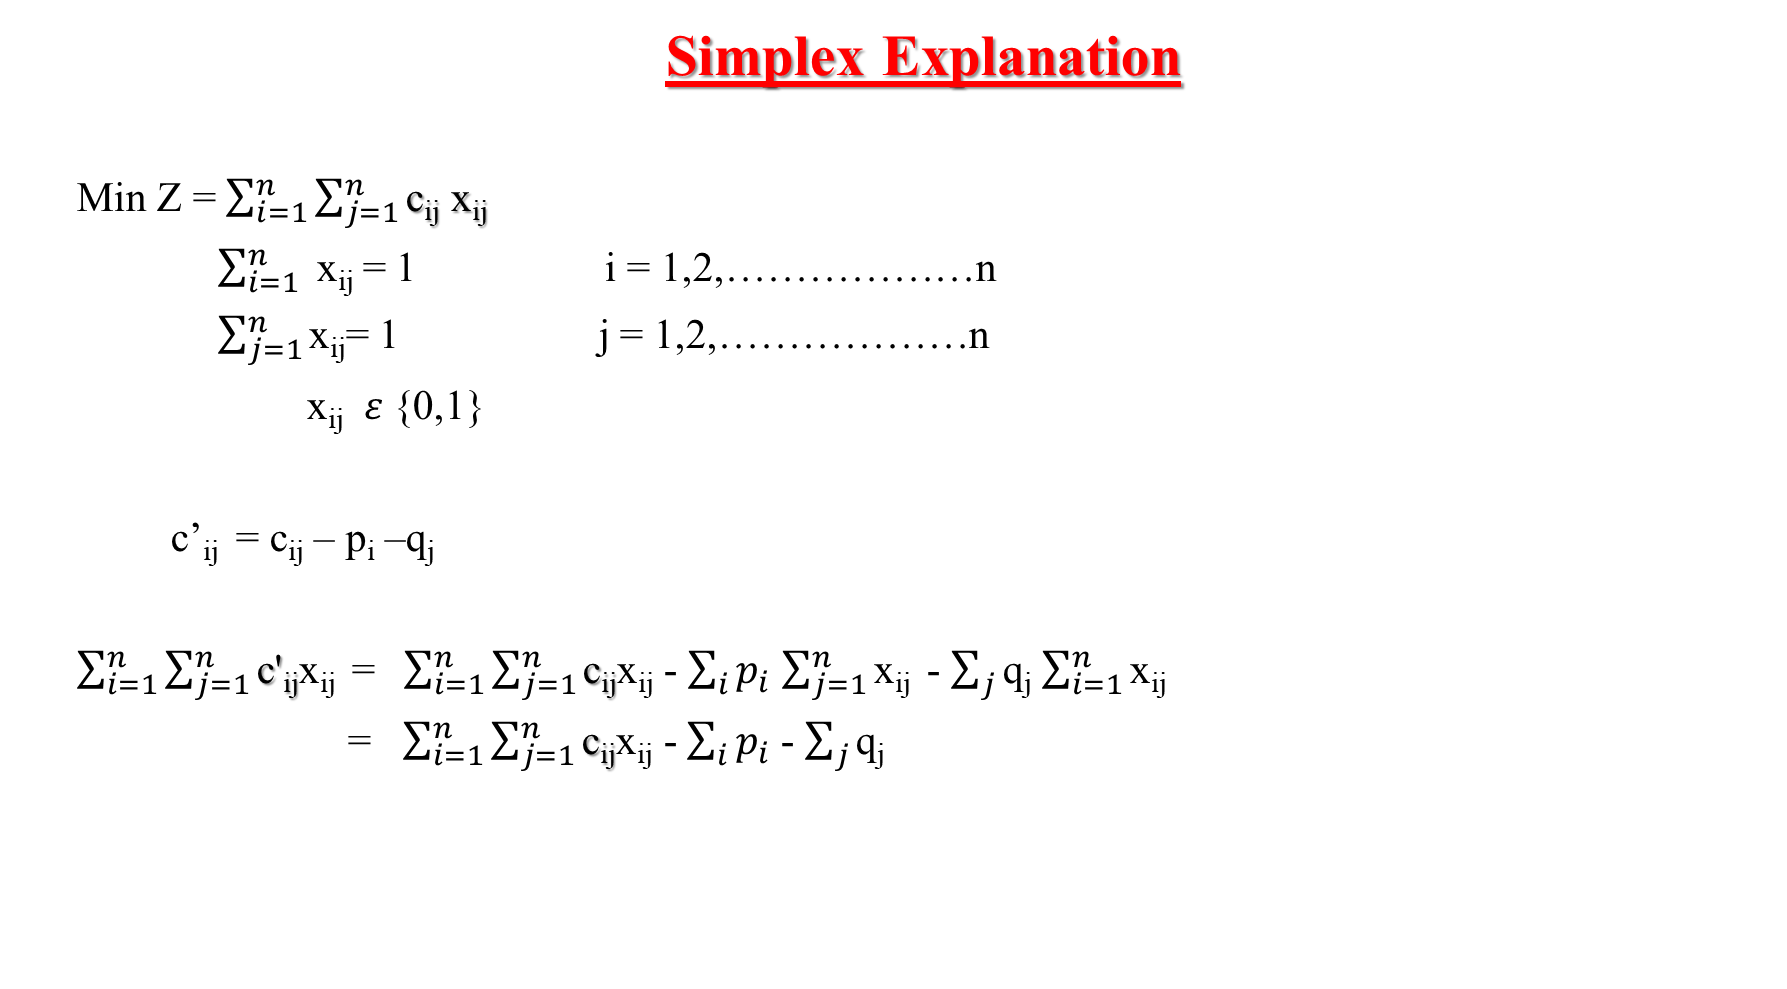 Simplex Explanation
Min Z = ∑ⁿᵢ₌₁ ∑ⁿⱼ₌₁ cᵢⱼ xᵢⱼ
∑ⁿᵢ₌₁ xᵢⱼ = 1 i = 1,2,………………n
∑ⁿⱼ₌₁ xᵢⱼ= 1 j = 1,2,………………n
xᵢⱼ 𝜀 {0,1}
c’ᵢⱼ = cᵢⱼ – pᵢ –qⱼ
∑ⁿᵢ₌₁ ∑ⁿⱼ₌₁ c'ᵢⱼxᵢⱼ = ∑ⁿᵢ₌₁ ∑ⁿⱼ₌₁ cᵢⱼxᵢⱼ - ∑ᵢ 𝑝ᵢ ∑ⁿⱼ₌₁ xᵢⱼ - ∑ⱼ qⱼ ∑ⁿᵢ₌₁ xᵢⱼ
= ∑ⁿᵢ₌₁ ∑ⁿⱼ₌₁ cᵢⱼxᵢⱼ - ∑ᵢ 𝑝ᵢ - ∑ⱼ qⱼ